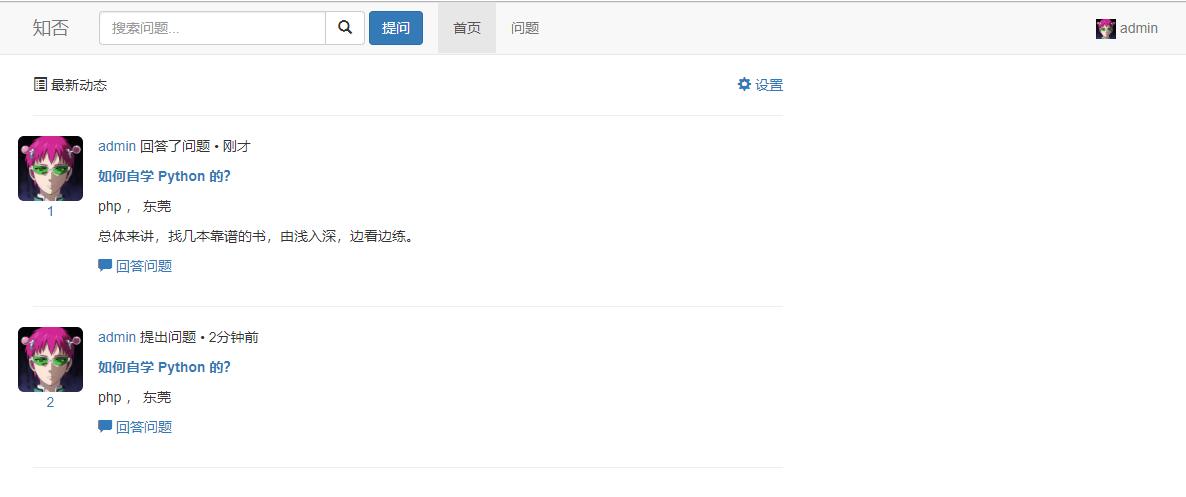 知否 搜索问题... 提问 首页 问题 admin
最新动态 设置
admin 回答了问题 • 刚才
如何自学 Python 的?
php ， 东莞
1
总体来讲，找几本靠谱的书，由浅入深，边看边练。
回答问题
admin 提出问题 • 2分钟前
如何自学 Python 的?
php ， 东莞
2
回答问题